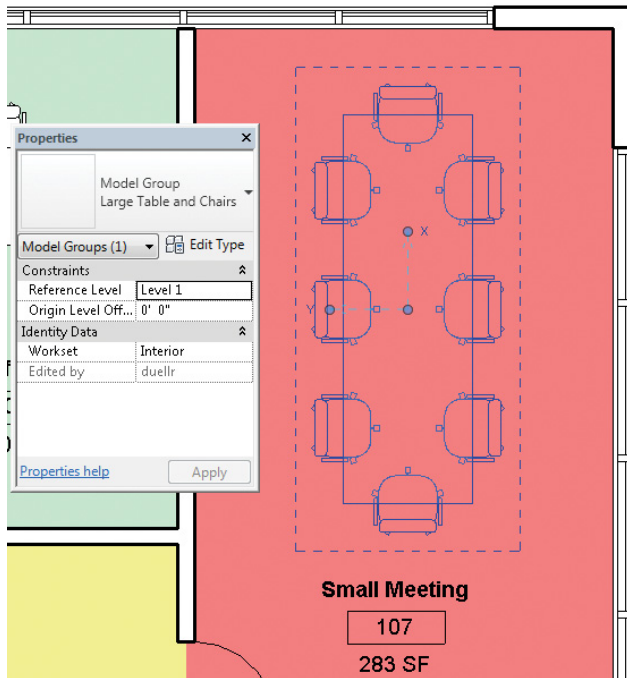 Properties
Model Group
Large Table and Chairs
Model Groups (1)
Edit Type
Constraints
Reference Level Level 1
Origin Level Off... 0' 0"
Identity Data
Workset Interior
Edited by duellr
Properties help
Apply
X
Y
Small Meeting
107
283 SF